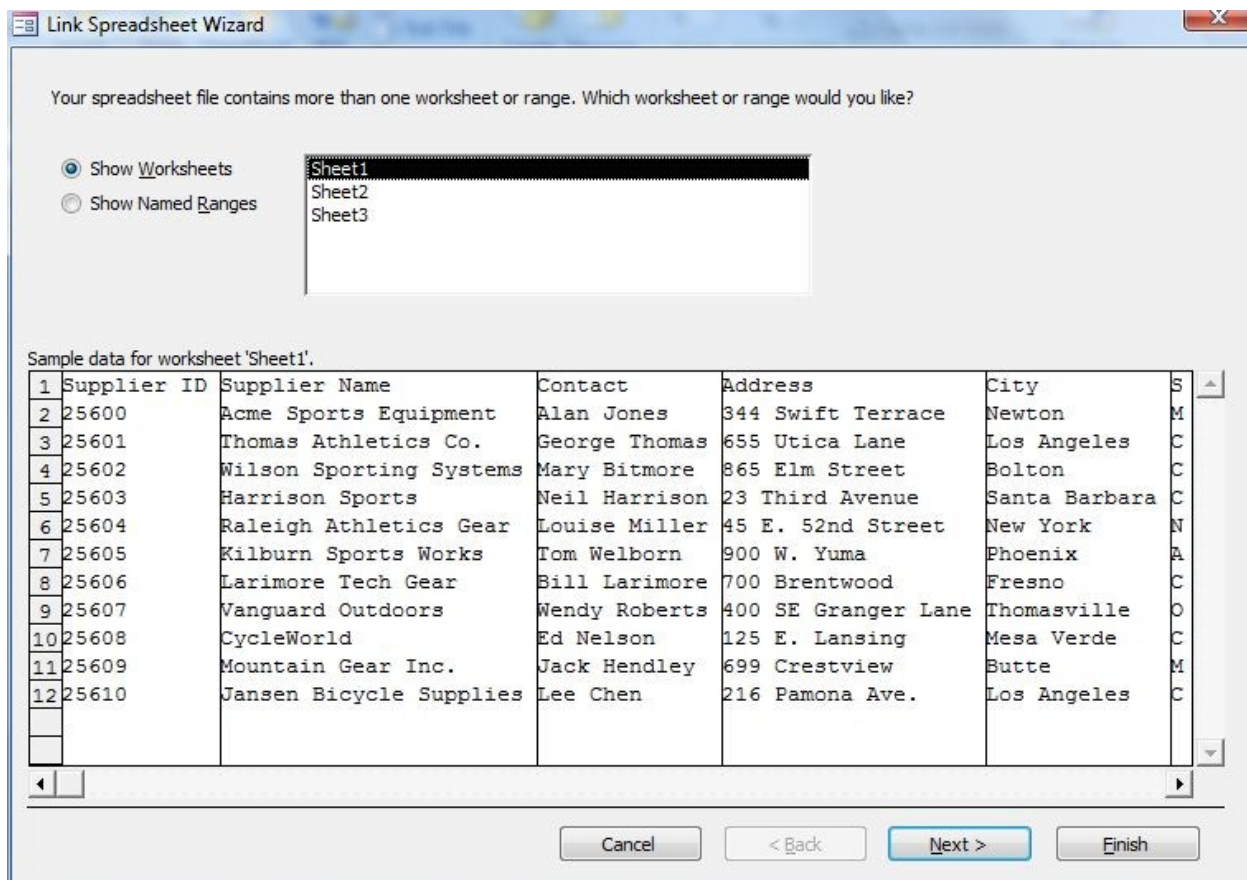 Link Spreadsheet Wizard
Your spreadsheet file contains more than one worksheet or range. Which worksheet or range would you like?
Show Worksheets
Show Named Ranges
Sheet1
Sheet2
Sheet3
Sample data for worksheet 'Sheet1'.
1 Supplier ID Supplier Name Contact Address City S
2 25600 Acme Sports Equipment Alan Jones 344 Swift Terrace Newton M
3 25601 Thomas Athletics Co. George Thomas 655 Utica Lane Los Angeles C
4 25602 Wilson Sporting Systems Mary Bitmore 865 Elm Street Bolton C
5 25603 Harrison Sports Neil Harrison 23 Third Avenue Santa Barbara C
6 25604 Raleigh Athletics Gear Louise Miller 45 E. 52nd Street New York N
7 25605 Kilburn Sports Works Tom Welborn 900 W. Yuma Phoenix A
8 25606 Larimore Tech Gear Bill Larimore 700 Brentwood Fresno C
9 25607 Vanguard Outdoors Wendy Roberts 400 SE Granger Lane Thomasville O
10 25608 CycleWorld Ed Nelson 125 E. Lansing Mesa Verde C
11 25609 Mountain Gear Inc. Jack Hendley 699 Crestview Butte M
12 25610 Jansen Bicycle Supplies Lee Chen 216 Pamona Ave. Los Angeles C
Cancel < Back Next > Finish